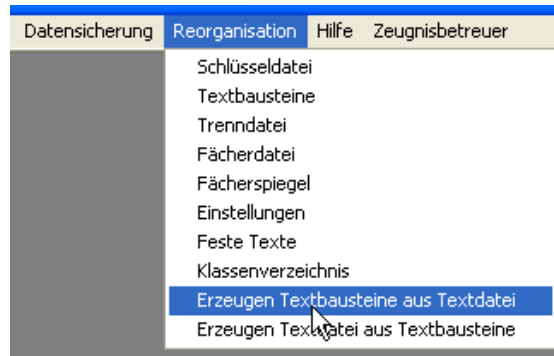 Datensicherung Reorganisation Hilfe Zeugnisbetreuer
Schlüsseldatei
Textbausteine
Trenndatei
Fächerdatei
Fächerspiegel
Einstellungen
Feste Texte
Klassenverzeichnis
Erzeugen Textbausteine aus Textdatei
Erzeugen Textdatei aus Textbausteine